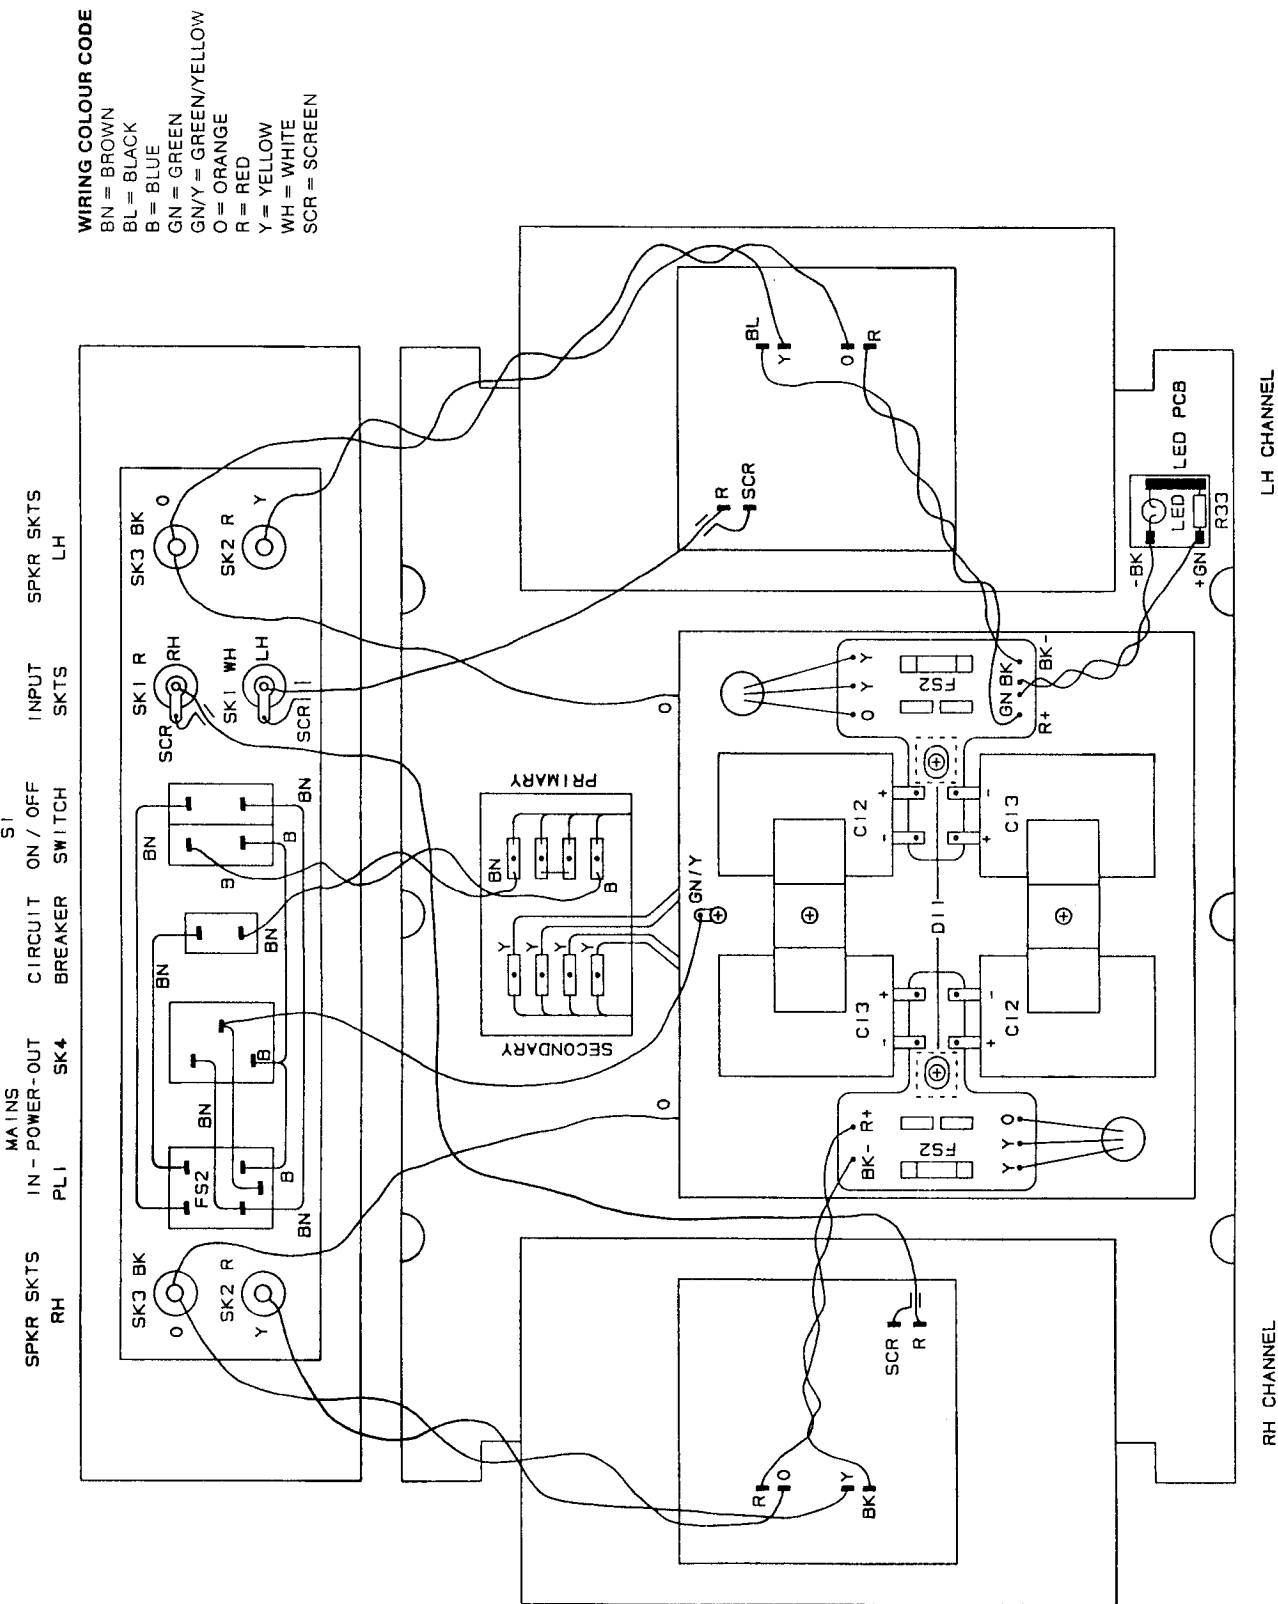 WIRING COLOUR CODE
BN = BROWN
BL = BLACK
B = BLUE
GN = GREEN
GN/Y = GREEN/YELLOW
O = ORANGE
R = RED
Y = YELLOW
WH = WHITE
SCR = SCREEN
SPKR SKTS
RH
MAINS
IN-POWER-OUT
PL1
SK4
CIRCUIT
BREAKER
S1
ON / OFF
SWITCH
INPUT
SKTS
SPKR SKTS
LH
SK3 BK
O
SK2 R
Y
FS2
BN
B
BN
B
BN
BN
BN
B
BN
B
BN
SK1 R
RH
SCR
SK1 WH
LH
SCR
SK3 BK
O
SK2 R
Y
SECONDARY
Y
Y
Y
Y
PRIMARY
BN
B
O
GN/Y
O
R
O
Y
BK
SCR
R
BK-
R+
FS2
Y
Y
O
C13
-
+
C12
+
-
D11
C12
-
+
C13
+
-
O
Y
Y
FS2
R+
GN
BK
BK-
R
SCR
BL
Y
O
R
-BK
+GN
LED
R33
LED PCB
RH CHANNEL
LH CHANNEL